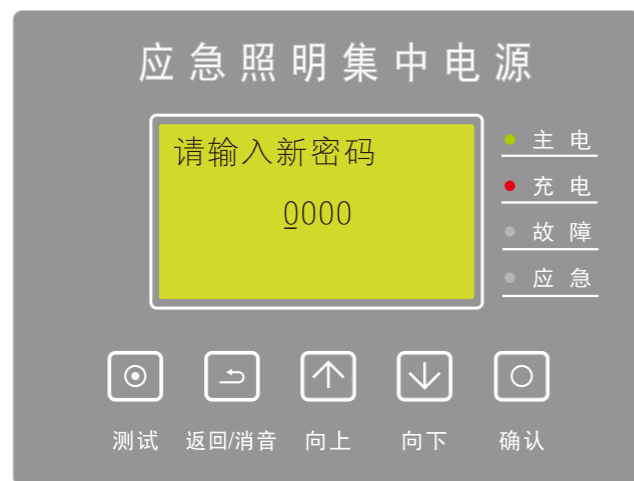 应急照明集中电源
请输入新密码
0000
主电
充电
故障
应急
测试 返回/消音 向上 向下 确认